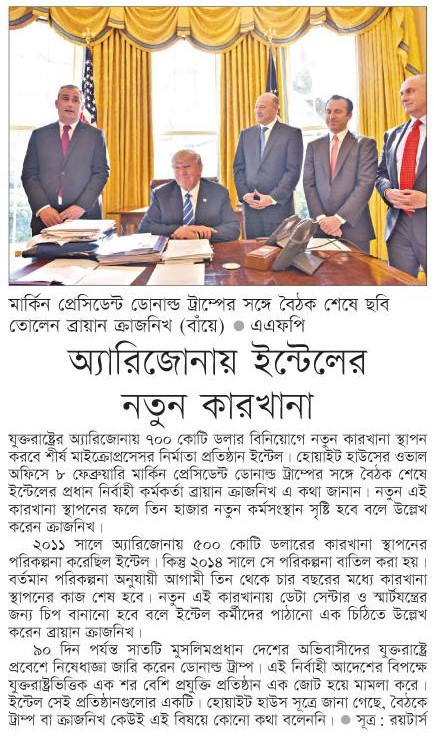 মার্কিন প্রেসিডেন্ট ডোনাল্ড ট্রাম্পের সঙ্গে বৈঠক শেষে ছবি
তোলেন ব্রায়ান ক্রাজনিখ (বাঁয়ে) ● এএফপি
অ্যারিজোনায় ইন্টেলের
নতুন কারখানা
যুক্তরাষ্ট্রের অ্যারিজোনায় ৭০০ কোটি ডলার বিনিয়োগে নতুন কারখানা স্থাপন
করবে শীর্ষ মাইক্রোপ্রসেসর নির্মাতা প্রতিষ্ঠান ইন্টেল। হোয়াইট হাউসের ওভাল
অফিসে ৮ ফেব্রুয়ারি মার্কিন প্রেসিডেন্ট ডোনাল্ড ট্রাম্পের সঙ্গে বৈঠক শেষে
ইন্টেলের প্রধান নির্বাহী কর্মকর্তা ব্রায়ান ক্রাজনিখ এ কথা জানান। নতুন এই
কারখানা স্থাপনের ফলে তিন হাজার নতুন কর্মসংস্থান সৃষ্টি হবে বলে উল্লেখ
করেন ক্রাজনিখ।
২০১১ সালে অ্যারিজোনায় ৫০০ কোটি ডলারের কারখানা স্থাপনের
পরিকল্পনা করেছিল ইন্টেল। কিন্তু ২০১৪ সালে সে পরিকল্পনা বাতিল করা হয়।
বর্তমান পরিকল্পনা অনুযায়ী আগামী তিন থেকে চার বছরের মধ্যে কারখানা
স্থাপনের কাজ শেষ হবে। নতুন এই কারখানায় ডেটা সেন্টার ও স্মার্টযন্ত্রের
জন্য চিপ বানানো হবে বলে ইন্টেল কর্মীদের পাঠানো এক চিঠিতে উল্লেখ
করেন ব্রায়ান ক্রাজনিখ।
৯০ দিন পর্যন্ত সাতটি মুসলিমপ্রধান দেশের অভিবাসীদের যুক্তরাষ্ট্রে
প্রবেশে নিষেধাজ্ঞা জারি করেন ডোনাল্ড ট্রাম্প। এই নির্বাহী আদেশের বিপক্ষে
যুক্তরাষ্ট্রভিত্তিক এক শর বেশি প্রযুক্তি প্রতিষ্ঠান এক জোট হয়ে মামলা করে।
ইন্টেল সেই প্রতিষ্ঠানগুলোর একটি। হোয়াইট হাউস সূত্রে জানা গেছে, বৈঠকে
ট্রাম্প বা ক্রাজনিখ কেউই এই বিষয়ে কোনো কথা বলেননি। ● সূত্র : রয়টার্স